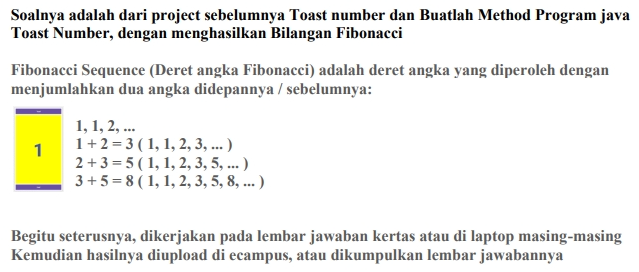 Soalnya adalah dari project sebelumnya Toast number dan Buatlah Method Program java
Toast Number, dengan menghasilkan Bilangan Fibonacci
Fibonacci Sequence (Deret angka Fibonacci) adalah deret angka yang diperoleh dengan
menjumlahkan dua angka didepannya / sebelumnya:
1
1, 1, 2, ...
1 + 2 = 3 ( 1, 1, 2, 3, ... )
2 + 3 = 5 ( 1, 1, 2, 3, 5, ... )
3 + 5 = 8 ( 1, 1, 2, 3, 5, 8, ... )
Begitu seterusnya, dikerjakan pada lembar jawaban kertas atau di laptop masing-masing
Kemudian hasilnya diupload di ecampus, atau dikumpulkan lembar jawabannya